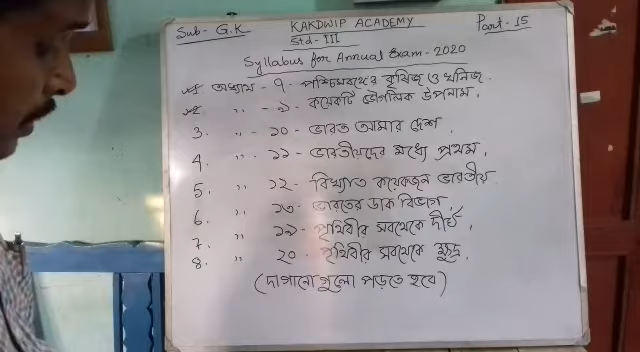 Sub- G.K KAKDWIP ACADEMY Part-15
Std-III
Syllabus for Annual Exam-2020
অধ্যায় - ৭- পশ্চিমবঙ্গের কৃষিজ ও খনিজ.
" - ৯- কয়েকটি ভৌগলিক উপনাম.
3. " - ১০- ভারত আমার দেশ.
4. " - ১১- ভারতীয়দের মধ্যে প্রথম.
5. " ১২- বিখ্যাত কয়েকজন ভারতীয়.
6. " ১৩- ভারতের ডাক বিভাগ.
7. " ১৯- পৃথিবীর সবথেকে দীর্ঘ.
8. " ২০- পৃথিবীর সবথেকে ক্ষুদ্র.
(দাগানো গুলো পড়তে হবে)